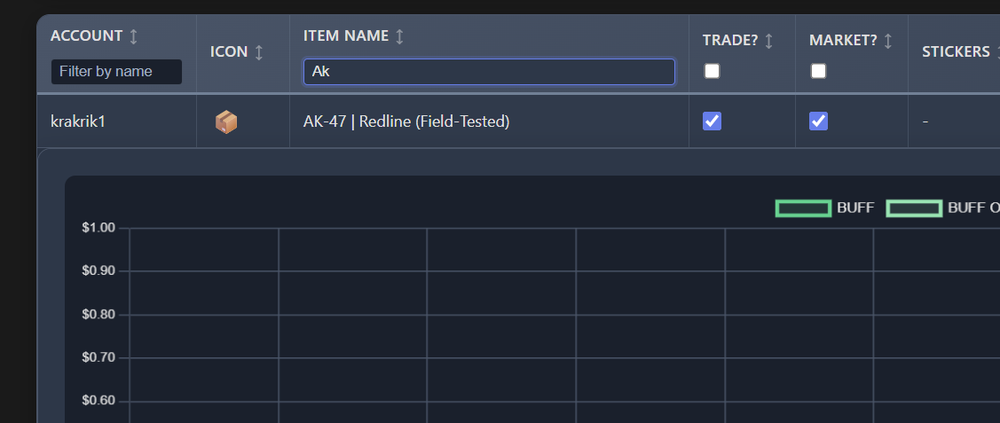 ACCOUNT
ICON
ITEM NAME
TRADE?
MARKET?
STICKERS
Filter by name
Ak
krakrik1
AK-47 | Redline (Field-Tested)
-
BUFF
BUFF O
$1.00
$0.90
$0.80
$0.70
$0.60